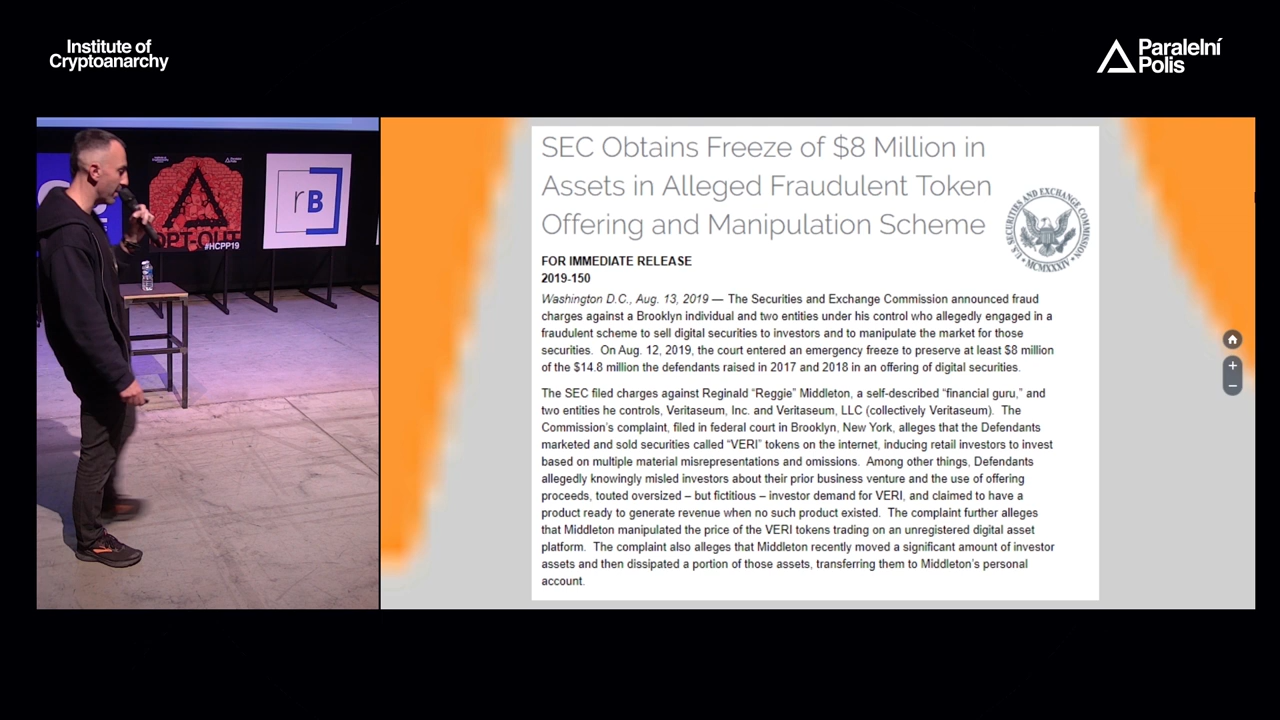 Institute of
Cryptoanarchy
Paralelní
Polis
OPT-OUT
#HCPP19
rB
SEC Obtains Freeze of $8 Million in
Assets in Alleged Fraudulent Token
Offering and Manipulation Scheme
U.S. SECURITIES AND EXCHANGE COMMISSION
MCMXXXIV
FOR IMMEDIATE RELEASE
2019-150
Washington D.C., Aug. 13, 2019 — The Securities and Exchange Commission announced fraud
charges against a Brooklyn individual and two entities under his control who allegedly engaged in a
fraudulent scheme to sell digital securities to investors and to manipulate the market for those
securities.  On Aug. 12, 2019, the court entered an emergency freeze to preserve at least $8 million
of the $14.8 million the defendants raised in 2017 and 2018 in an offering of digital securities.
The SEC filed charges against Reginald “Reggie” Middleton, a self-described “financial guru,” and
two entities he controls, Veritaseum, Inc. and Veritaseum, LLC (collectively Veritaseum).  The
Commission’s complaint, filed in federal court in Brooklyn, New York, alleges that the Defendants
marketed and sold securities called “VERI” tokens on the internet, inducing retail investors to invest
based on multiple material misrepresentations and omissions.  Among other things, Defendants
allegedly knowingly misled investors about their prior business venture and the use of offering
proceeds, touted oversized – but fictitious – investor demand for VERI, and claimed to have a
product ready to generate revenue when no such product existed.  The complaint further alleges
that Middleton manipulated the price of the VERI tokens trading on an unregistered digital asset
platform.  The complaint also alleges that Middleton recently moved a significant amount of investor
assets and then dissipated a portion of those assets, transferring them to Middleton’s personal
account.